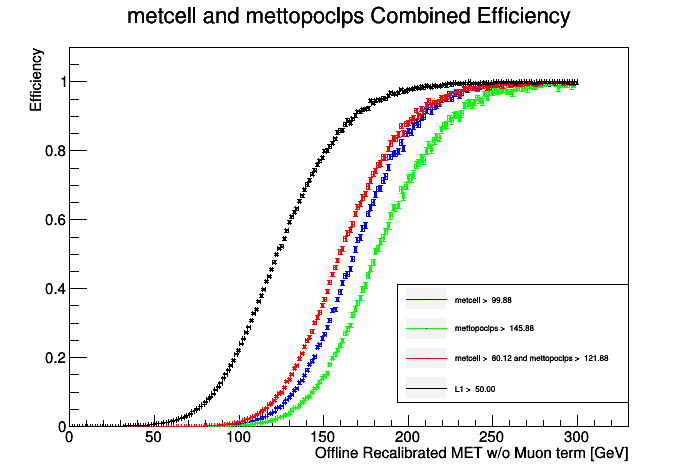 metcell and mettopoclps Combined Efficiency
Efficiency
1
0.8
0.6
0.4
0.2
0
metcell > 99.88
mettopoclps > 145.88
metcell > 80.12 and mettopoclps > 121.88
L1 > 50.00
0 50 100 150 200 250 300
Offline Recalibrated MET w/o Muon term [GeV]